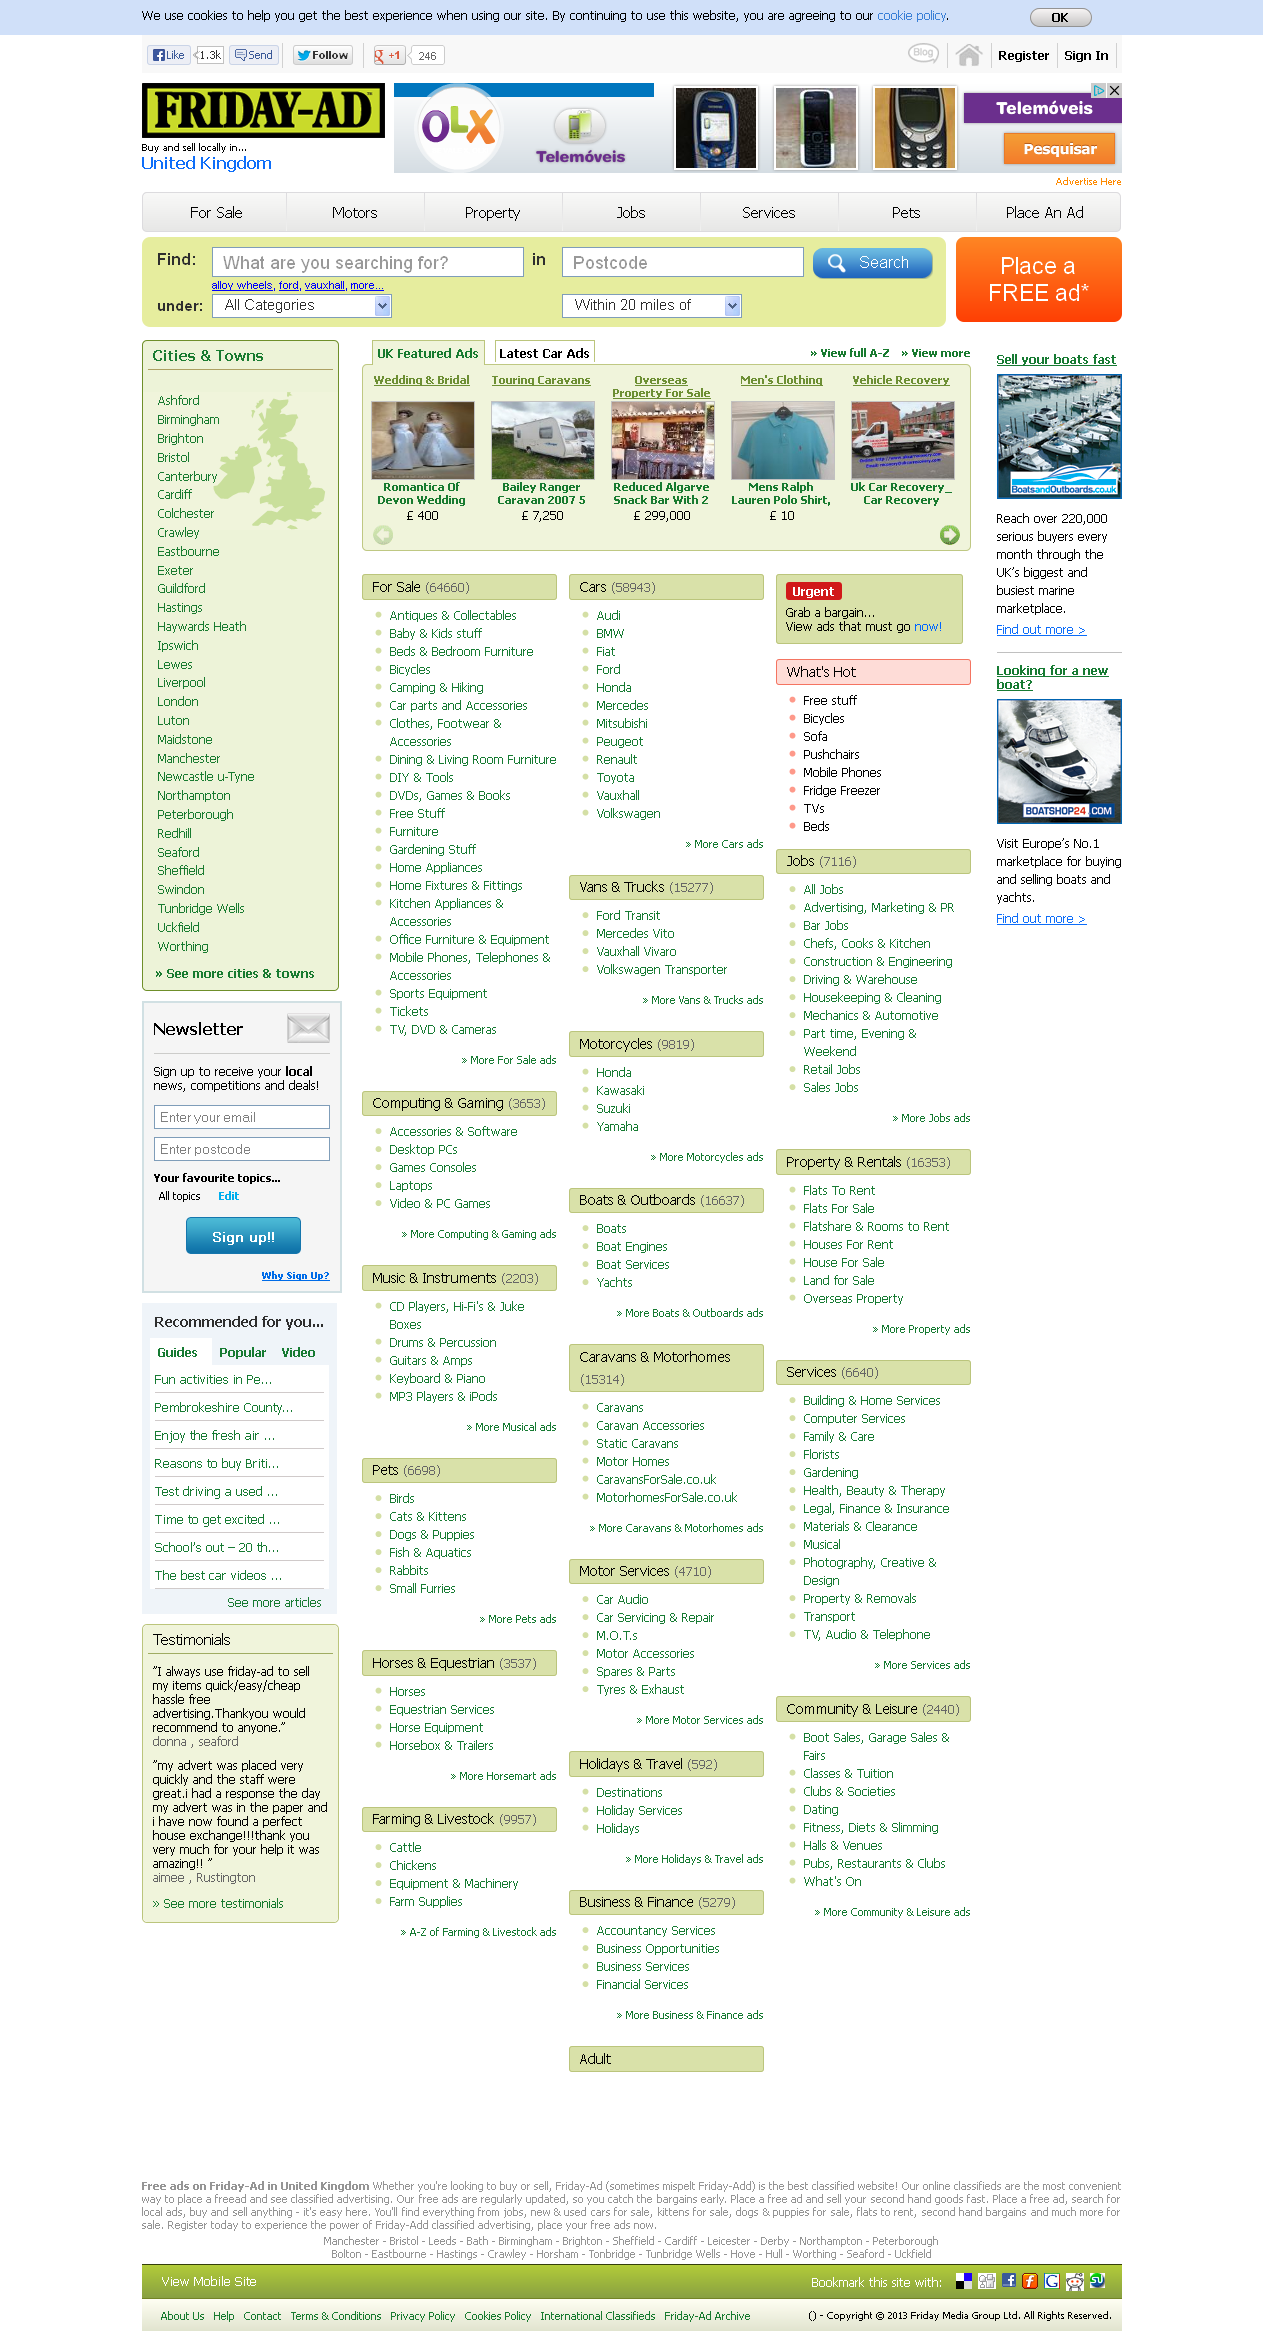 We use cookies to help you get the best experience when using our site. By continuing to use this website, you are agreeing to our cookie policy.
OK
Like 1.3k Send Follow +1 246
Blog Register Sign In
FRIDAY-AD
Buy and sell locally in...
United Kingdom
OLX Telemóveis
Telemóveis
Pesquisar
Advertise Here
For Sale Motors Property Jobs Services Pets Place An Ad
Find: What are you searching for? in Postcode Search
alloy wheels, ford, vauxhall, more...
under: All Categories Within 20 miles of
Place a
FREE ad*
Cities & Towns
Ashford
Birmingham
Brighton
Bristol
Canterbury
Cardiff
Colchester
Crawley
Eastbourne
Exeter
Guildford
Hastings
Haywards Heath
Ipswich
Lewes
Liverpool
London
Luton
Maidstone
Manchester
Newcastle u-Tyne
Northampton
Peterborough
Redhill
Seaford
Sheffield
Swindon
Tunbridge Wells
Uckfield
Worthing
» See more cities & towns
Newsletter
Sign up to receive your local
news, competitions and deals!
Enter your email
Enter postcode
Your favourite topics...
All topics Edit
Sign up!!
Why Sign Up?
Recommended for you...
Guides Popular Video
Fun activities in Pe...
Pembrokeshire County...
Enjoy the fresh air ...
Reasons to buy Briti...
Test driving a used ...
Time to get excited ...
School's out – 20 th...
The best car videos ...
See more articles
Testimonials
"I always use friday-ad to sell
my items quick/easy/cheap
hassle free
advertising.Thankyou would
recommend to anyone."
donna , seaford
"my advert was placed very
quickly and the staff were
great.i had a response the day
my advert was in the paper and
i have now found a perfect
house exchange!!!thank you
very much for your help it was
amazing!! "
aimee , Rustington
» See more testimonials
UK Featured Ads Latest Car Ads » View full A-Z » View more
Wedding & Bridal
Romantica Of
Devon Wedding
£ 400
Touring Caravans
Bailey Ranger
Caravan 2007 5
£ 7,250
Overseas
Property For Sale
Reduced Algarve
Snack Bar With 2
£ 299,000
Men's Clothing
Mens Ralph
Lauren Polo Shirt,
£ 10
Vehicle Recovery
Uk Car Recovery_
Car Recovery
For Sale (64660)
Antiques & Collectables
Baby & Kids stuff
Beds & Bedroom Furniture
Bicycles
Camping & Hiking
Car parts and Accessories
Clothes, Footwear &
Accessories
Dining & Living Room Furniture
DIY & Tools
DVDs, Games & Books
Free Stuff
Furniture
Gardening Stuff
Home Appliances
Home Fixtures & Fittings
Kitchen Appliances &
Accessories
Office Furniture & Equipment
Mobile Phones, Telephones &
Accessories
Sports Equipment
Tickets
TV, DVD & Cameras
» More For Sale ads
Computing & Gaming (3653)
Accessories & Software
Desktop PCs
Games Consoles
Laptops
Video & PC Games
» More Computing & Gaming ads
Music & Instruments (2203)
CD Players, Hi-Fi's & Juke
Boxes
Drums & Percussion
Guitars & Amps
Keyboard & Piano
MP3 Players & iPods
» More Musical ads
Pets (6698)
Birds
Cats & Kittens
Dogs & Puppies
Fish & Aquatics
Rabbits
Small Furries
» More Pets ads
Horses & Equestrian (3537)
Horses
Equestrian Services
Horse Equipment
Horsebox & Trailers
» More Horsemart ads
Farming & Livestock (9957)
Cattle
Chickens
Equipment & Machinery
Farm Supplies
» A-Z of Farming & Livestock ads
Cars (58943)
Audi
BMW
Fiat
Ford
Honda
Mercedes
Mitsubishi
Peugeot
Renault
Toyota
Vauxhall
Volkswagen
» More Cars ads
Vans & Trucks (15277)
Ford Transit
Mercedes Vito
Vauxhall Vivaro
Volkswagen Transporter
» More Vans & Trucks ads
Motorcycles (9819)
Honda
Kawasaki
Suzuki
Yamaha
» More Motorcycles ads
Boats & Outboards (16637)
Boats
Boat Engines
Boat Services
Yachts
» More Boats & Outboards ads
Caravans & Motorhomes
(15314)
Caravans
Caravan Accessories
Static Caravans
Motor Homes
CaravansForSale.co.uk
MotorhomesForSale.co.uk
» More Caravans & Motorhomes ads
Motor Services (4710)
Car Audio
Car Servicing & Repair
M.O.T.s
Motor Accessories
Spares & Parts
Tyres & Exhaust
» More Motor Services ads
Holidays & Travel (592)
Destinations
Holiday Services
Holidays
» More Holidays & Travel ads
Business & Finance (5279)
Accountancy Services
Business Opportunities
Business Services
Financial Services
» More Business & Finance ads
Adult
Urgent
Grab a bargain...
View ads that must go now!
What's Hot
Free stuff
Bicycles
Sofa
Pushchairs
Mobile Phones
Fridge Freezer
TVs
Beds
Jobs (7116)
All Jobs
Advertising, Marketing & PR
Bar Jobs
Chefs, Cooks & Kitchen
Construction & Engineering
Driving & Warehouse
Housekeeping & Cleaning
Mechanics & Automotive
Part time, Evening &
Weekend
Retail Jobs
Sales Jobs
» More Jobs ads
Property & Rentals (16353)
Flats To Rent
Flats For Sale
Flatshare & Rooms to Rent
Houses For Rent
House For Sale
Land for Sale
Overseas Property
» More Property ads
Services (6640)
Building & Home Services
Computer Services
Family & Care
Florists
Gardening
Health, Beauty & Therapy
Legal, Finance & Insurance
Materials & Clearance
Musical
Photography, Creative &
Design
Property & Removals
Transport
TV, Audio & Telephone
» More Services ads
Community & Leisure (2440)
Boot Sales, Garage Sales &
Fairs
Classes & Tuition
Clubs & Societies
Dating
Fitness, Diets & Slimming
Halls & Venues
Pubs, Restaurants & Clubs
What's On
» More Community & Leisure ads
Sell your boats fast
BoatsandOutboards.co.uk
Reach over 220,000
serious buyers every
month through the
UK's biggest and
busiest marine
marketplace.
Find out more >
Looking for a new
boat?
BOATSHOP24.COM
Visit Europe's No.1
marketplace for buying
and selling boats and
yachts.
Find out more >
Free ads on Friday-Ad in United Kingdom Whether you're looking to buy or sell, Friday-Ad (sometimes mispelt Friday-Add) is the best classified website! Our online classifieds are the most convenient
way to place a freead and see classified advertising. Our free ads are regularly updated, so you catch the bargains early. Place a free ad and sell your second hand goods fast. Place a free ad, search for
local ads, buy and sell anything - it's easy here. You'll find everything from jobs, new & used cars for sale, kittens for sale, dogs & puppies for sale, flats to rent, second hand bargains and much more for
sale. Register today to experience the power of Friday-Add classified advertising, place your free ads now.
Manchester - Bristol - Leeds - Bath - Birmingham - Brighton - Sheffield - Cardiff - Leicester - Derby - Northampton - Peterborough
Bolton - Eastbourne - Hastings - Crawley - Horsham - Tonbridge - Tunbridge Wells - Hove - Hull - Worthing - Seaford - Uckfield
View Mobile Site Bookmark this site with:
About Us Help Contact Terms & Conditions Privacy Policy Cookies Policy International Classifieds Friday-Ad Archive () - Copyright © 2013 Friday Media Group Ltd. All Rights Reserved.